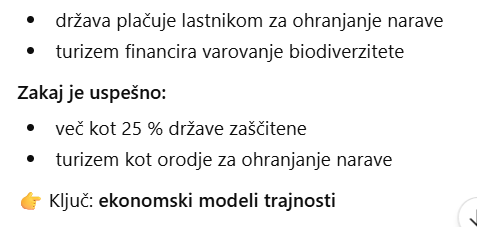 • država plačuje lastnikom za ohranjanje narave
• turizem financira varovanje biodiverzitete
Zakaj je uspešno:
• več kot 25 % države zaščitene
• turizem kot orodje za ohranjanje narave
👉 Ključ: ekonomski modeli trajnosti